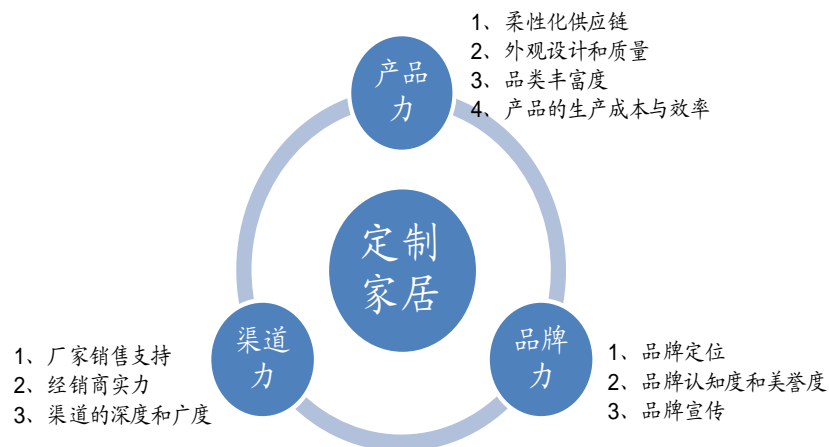 1、柔性化供应链
2、外观设计和质量
3、品类丰富度
4、产品的生产成本与效率
产品
力
定制
家居
渠道
力
1、厂家销售支持
2、经销商实力
3、渠道的深度和广度
品牌
力
1、品牌定位
2、品牌认知度和美誉度
3、品牌宣传